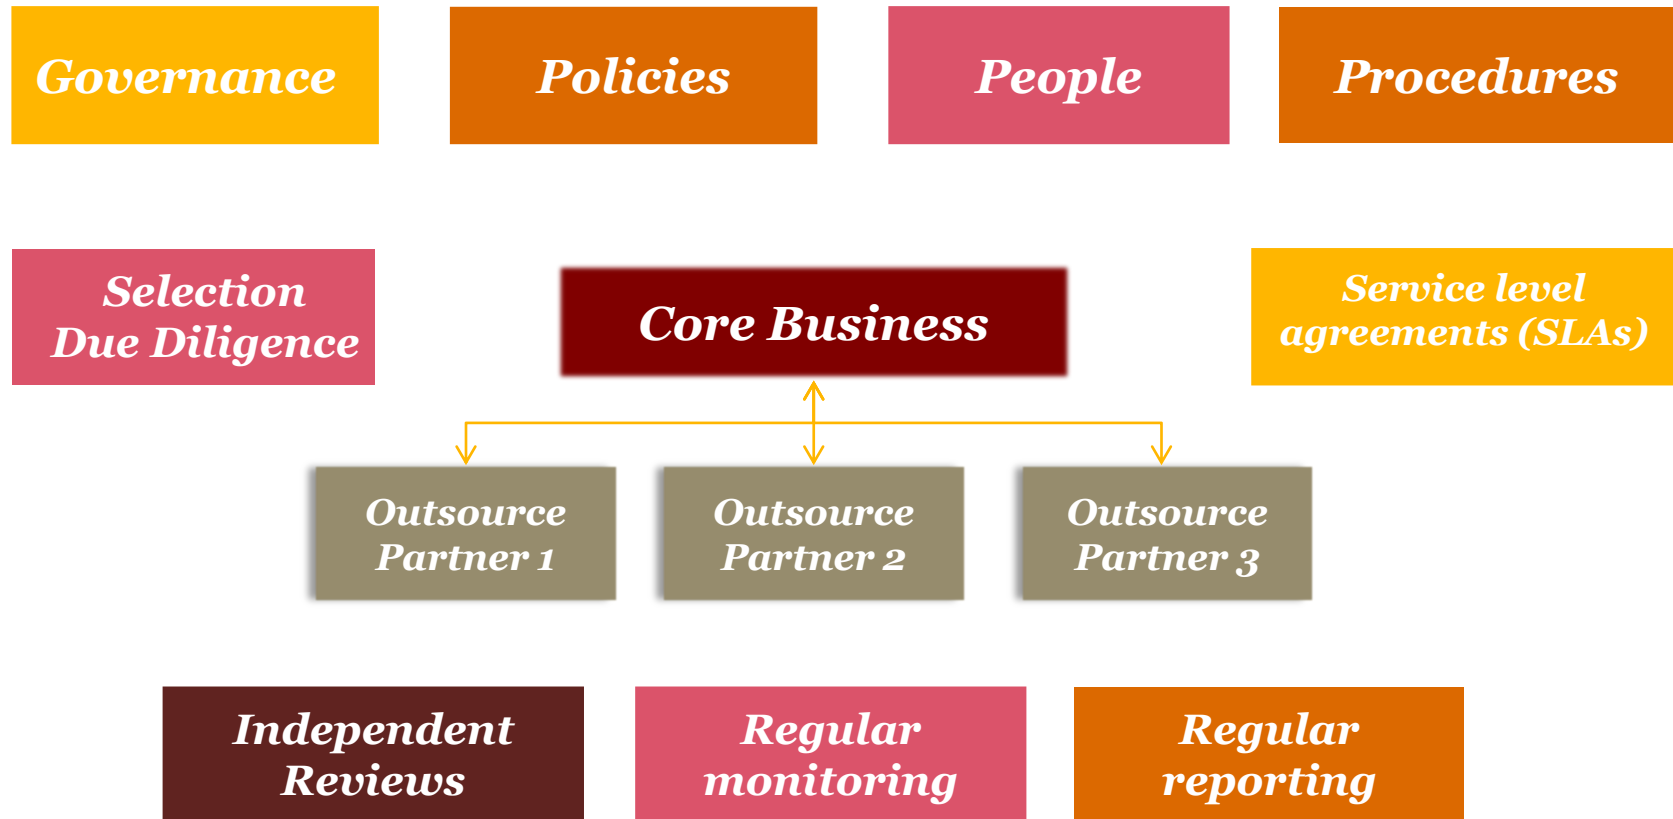 Governance
Policies
People
Procedures
Selection
Due Diligence
Core Business
Service level
agreements (SLAs)
Outsource
Partner 1
Outsource
Partner 2
Outsource
Partner 3
Independent
Reviews
Regular
monitoring
Regular
reporting